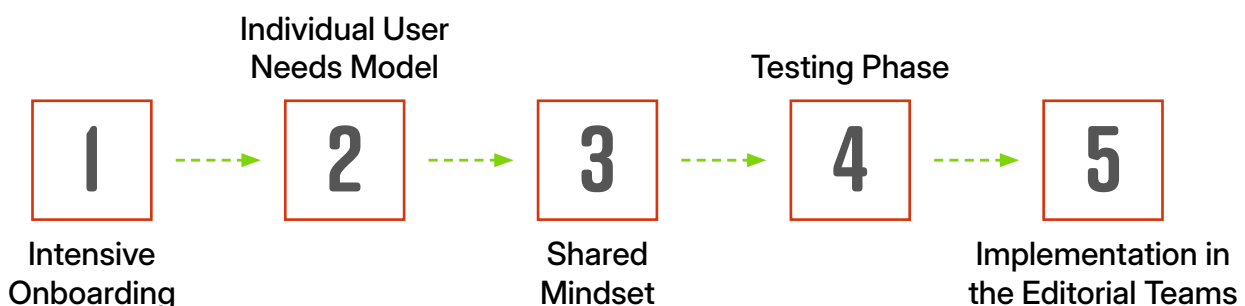 Individual User
Needs Model
Testing Phase
1
2
3
4
5
Intensive
Onboarding
Shared
Mindset
Implementation in
the Editorial Teams